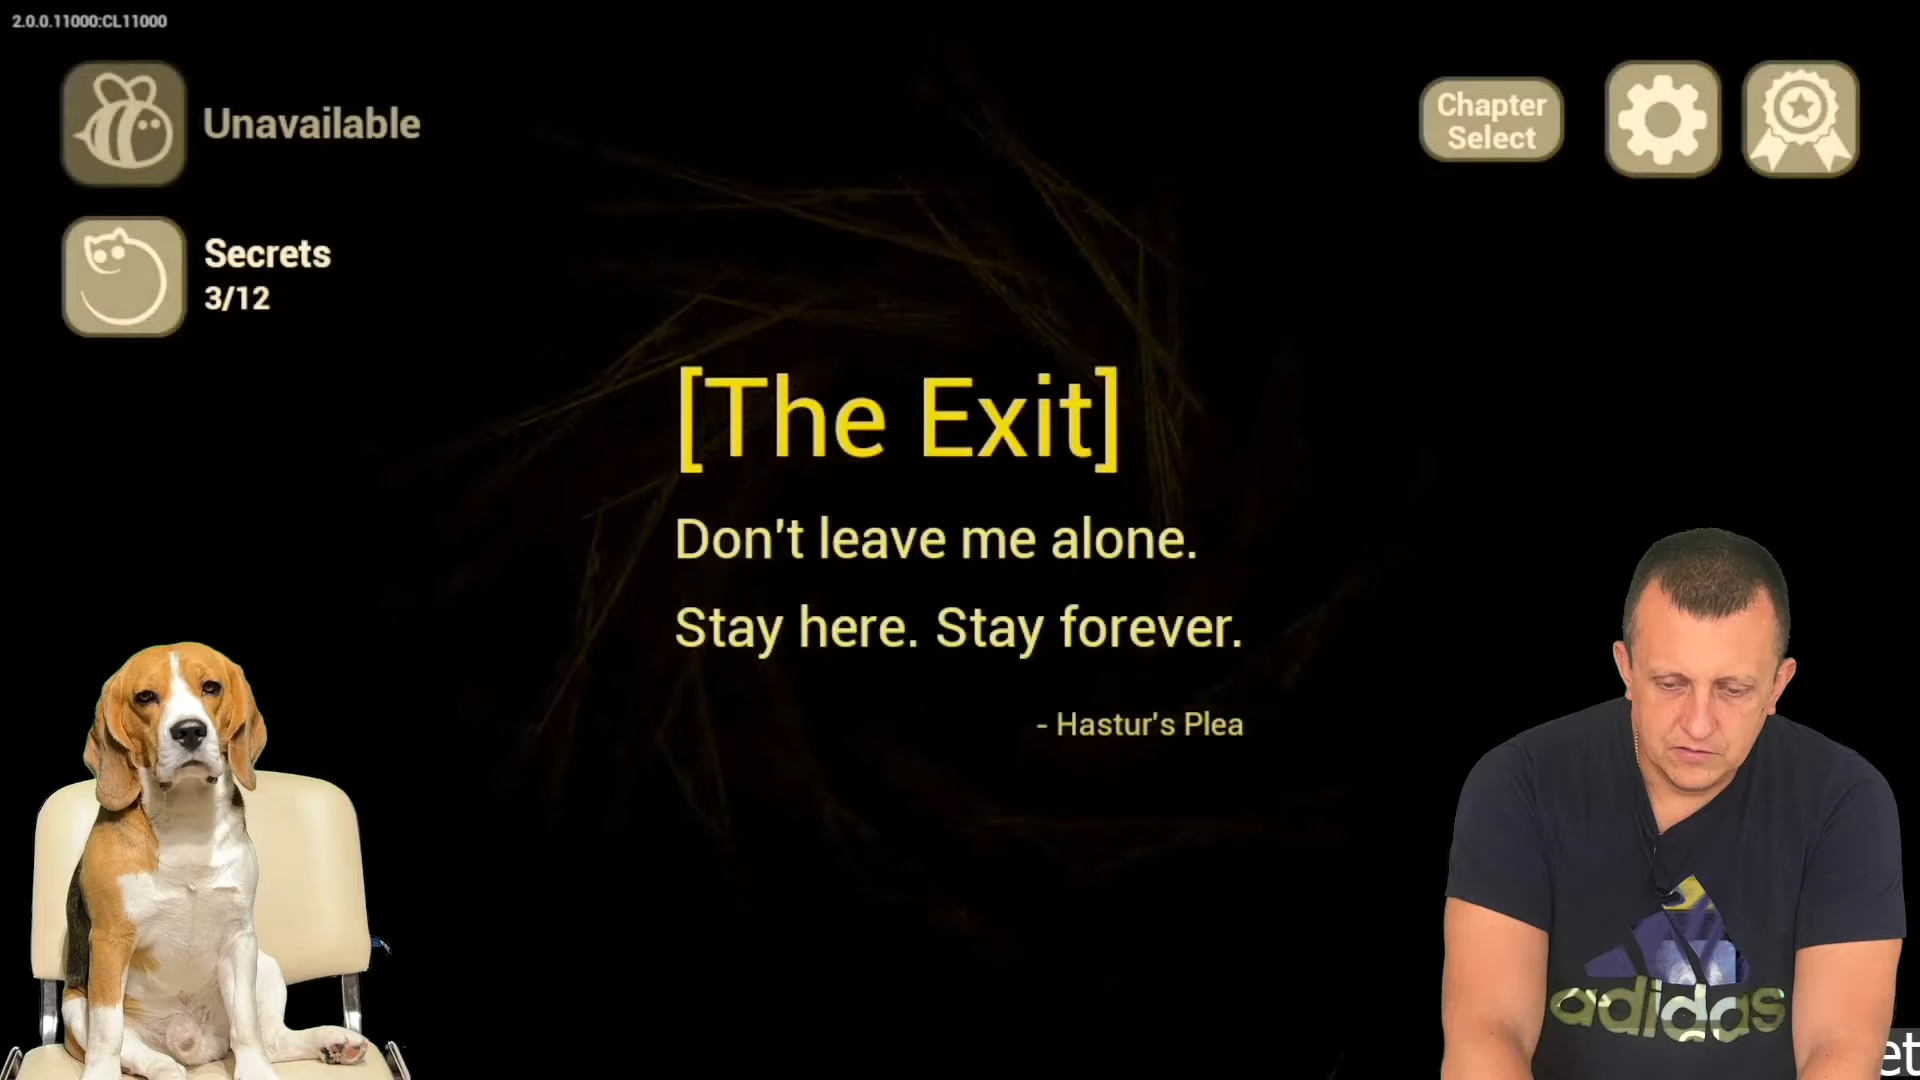 2.0.0.11000:CL11000
Unavailable
Chapter
Select
Secrets
3/12
[The Exit]
Don't leave me alone.
Stay here. Stay forever.
- Hastur's Plea
adidas
et